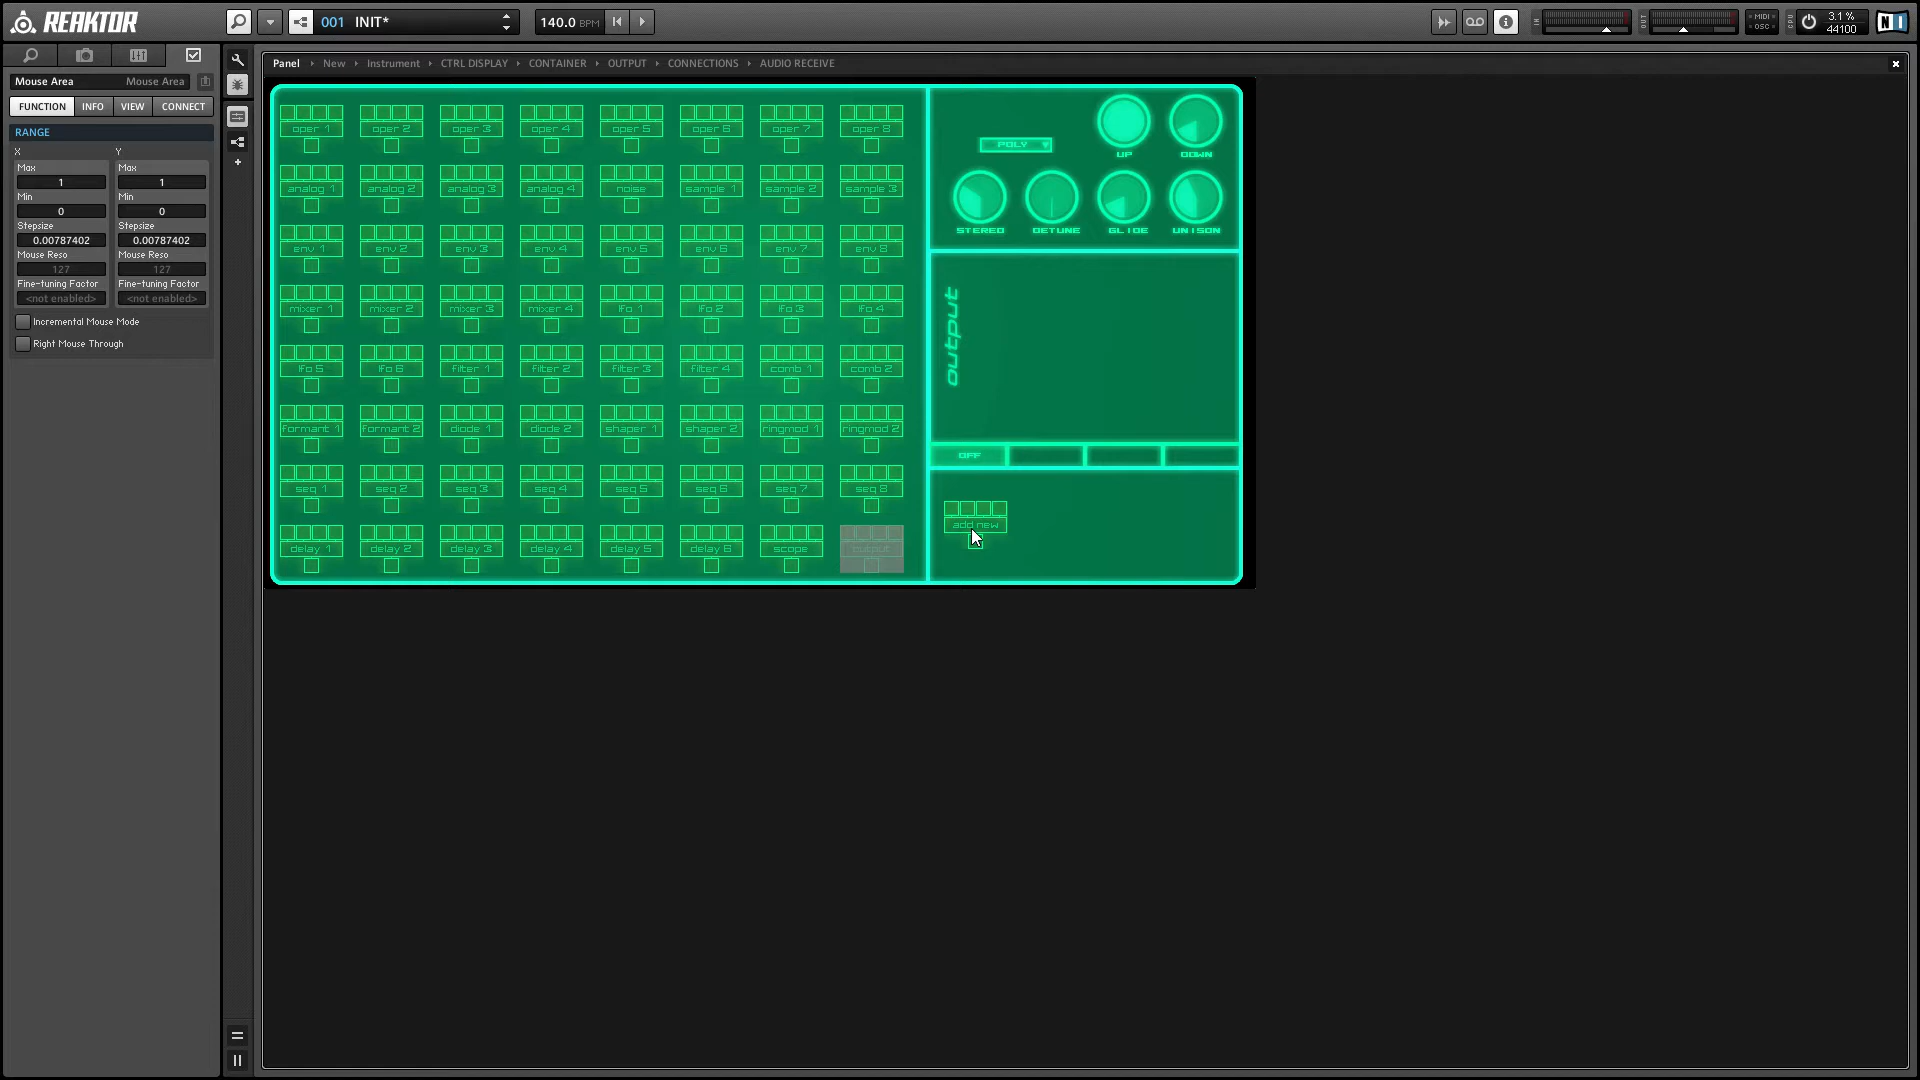 REAKTOR
001 INIT*
140.0 BPM
IN
OUT
MIDI
OSC
CPU
3.1 %
44100
Mouse Area Mouse Area
FUNCTION INFO VIEW CONNECT
RANGE
X Y
Max Max
1 1
Min Min
0 0
Stepsize Stepsize
0.00787402 0.00787402
Mouse Reso Mouse Reso
127 127
Fine-tuning Factor Fine-tuning Factor
<not enabled> <not enabled>
Incremental Mouse Mode
Right Mouse Through
Panel New Instrument CTRL DISPLAY CONTAINER OUTPUT CONNECTIONS AUDIO RECEIVE
oper 1 oper 2 oper 3 oper 4 oper 5 oper 6 oper 7 oper 8
analog 1 analog 2 analog 3 analog 4 noise sample 1 sample 2 sample 3
env 1 env 2 env 3 env 4 env 5 env 6 env 7 env 8
mixer 1 mixer 2 mixer 3 mixer 4 lfo 1 lfo 2 lfo 3 lfo 4
lfo 5 lfo 6 filter 1 filter 2 filter 3 filter 4 comb 1 comb 2
formant 1 formant 2 diode 1 diode 2 shaper 1 shaper 2 ringmod 1 ringmod 2
seq 1 seq 2 seq 3 seq 4 seq 5 seq 6 seq 7 seq 8
delay 1 delay 2 delay 3 delay 4 delay 5 delay 6 scope output
POLY
UP DOWN
STEREO DETUNE GLIDE UNISON
output
OFF
add new